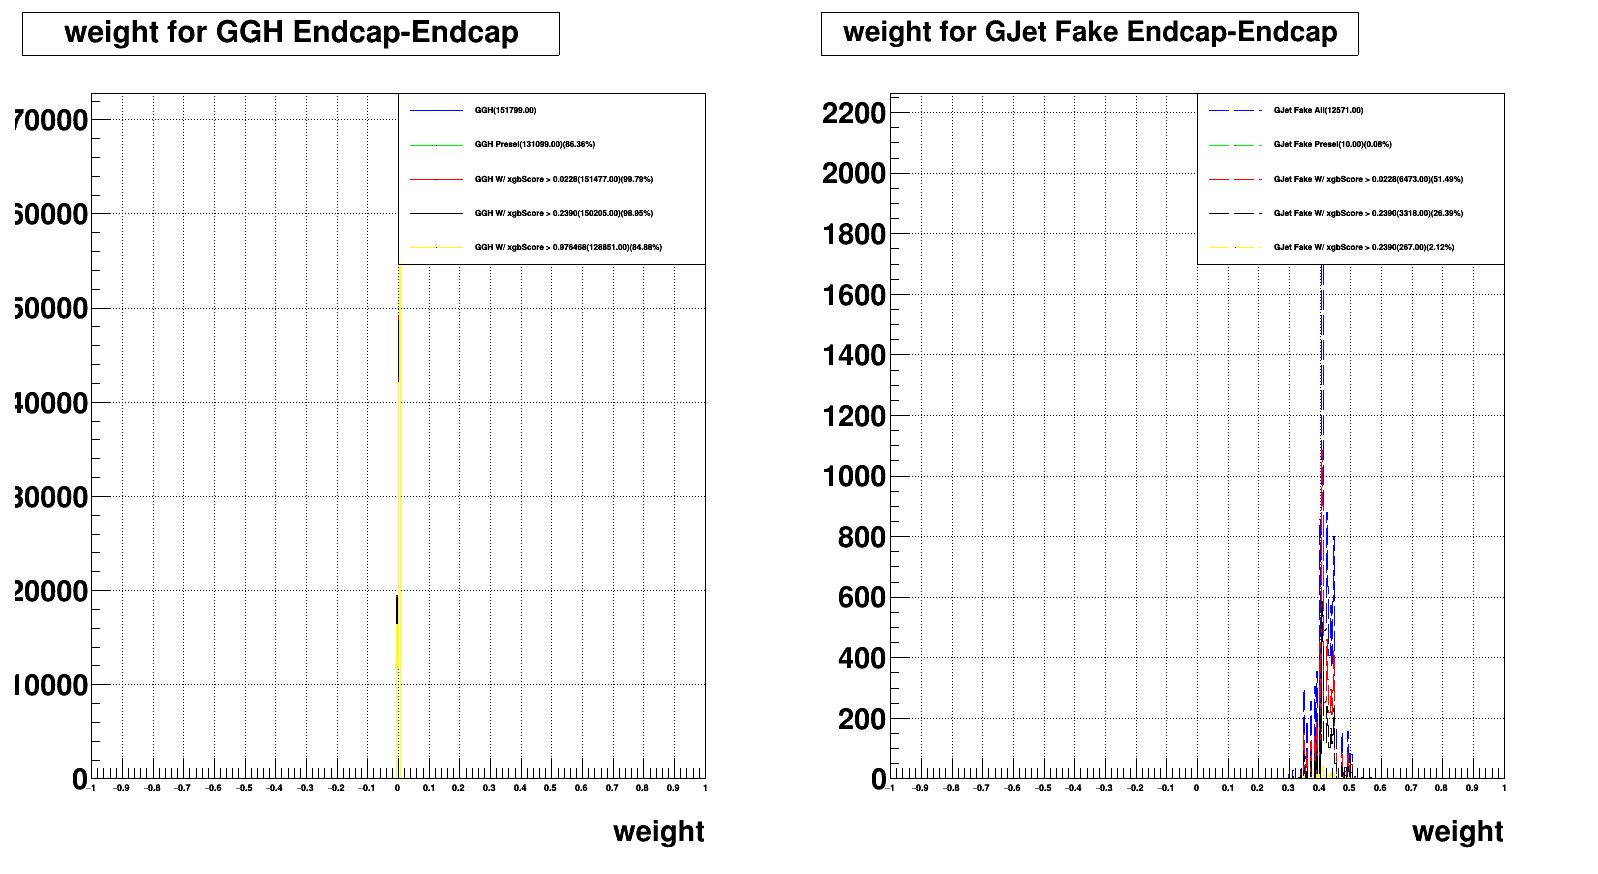 weight for GGH Endcap-Endcap
GGH(151799.00)
GGH Presel(131099.00)(86.36%)
GGH W/ xgbScore > 0.0228(151477.00)(99.79%)
GGH W/ xgbScore > 0.2390(150205.00)(98.95%)
GGH W/ xgbScore > 0.976468(128851.00)(84.88%)
70000
60000
50000
40000
30000
20000
10000
0
−1 −0.9 −0.8 −0.7 −0.6 −0.5 −0.4 −0.3 −0.2 −0.1 0 0.1 0.2 0.3 0.4 0.5 0.6 0.7 0.8 0.9 1
weight
weight for GJet Fake Endcap-Endcap
GJet Fake All(12571.00)
GJet Fake Presel(10.00)(0.08%)
GJet Fake W/ xgbScore > 0.0228(6473.00)(51.49%)
GJet Fake W/ xgbScore > 0.2390(3318.00)(26.39%)
GJet Fake W/ xgbScore > 0.2390(267.00)(2.12%)
2200
2000
1800
1600
1400
1200
1000
800
600
400
200
0
−1 −0.9 −0.8 −0.7 −0.6 −0.5 −0.4 −0.3 −0.2 −0.1 0 0.1 0.2 0.3 0.4 0.5 0.6 0.7 0.8 0.9 1
weight